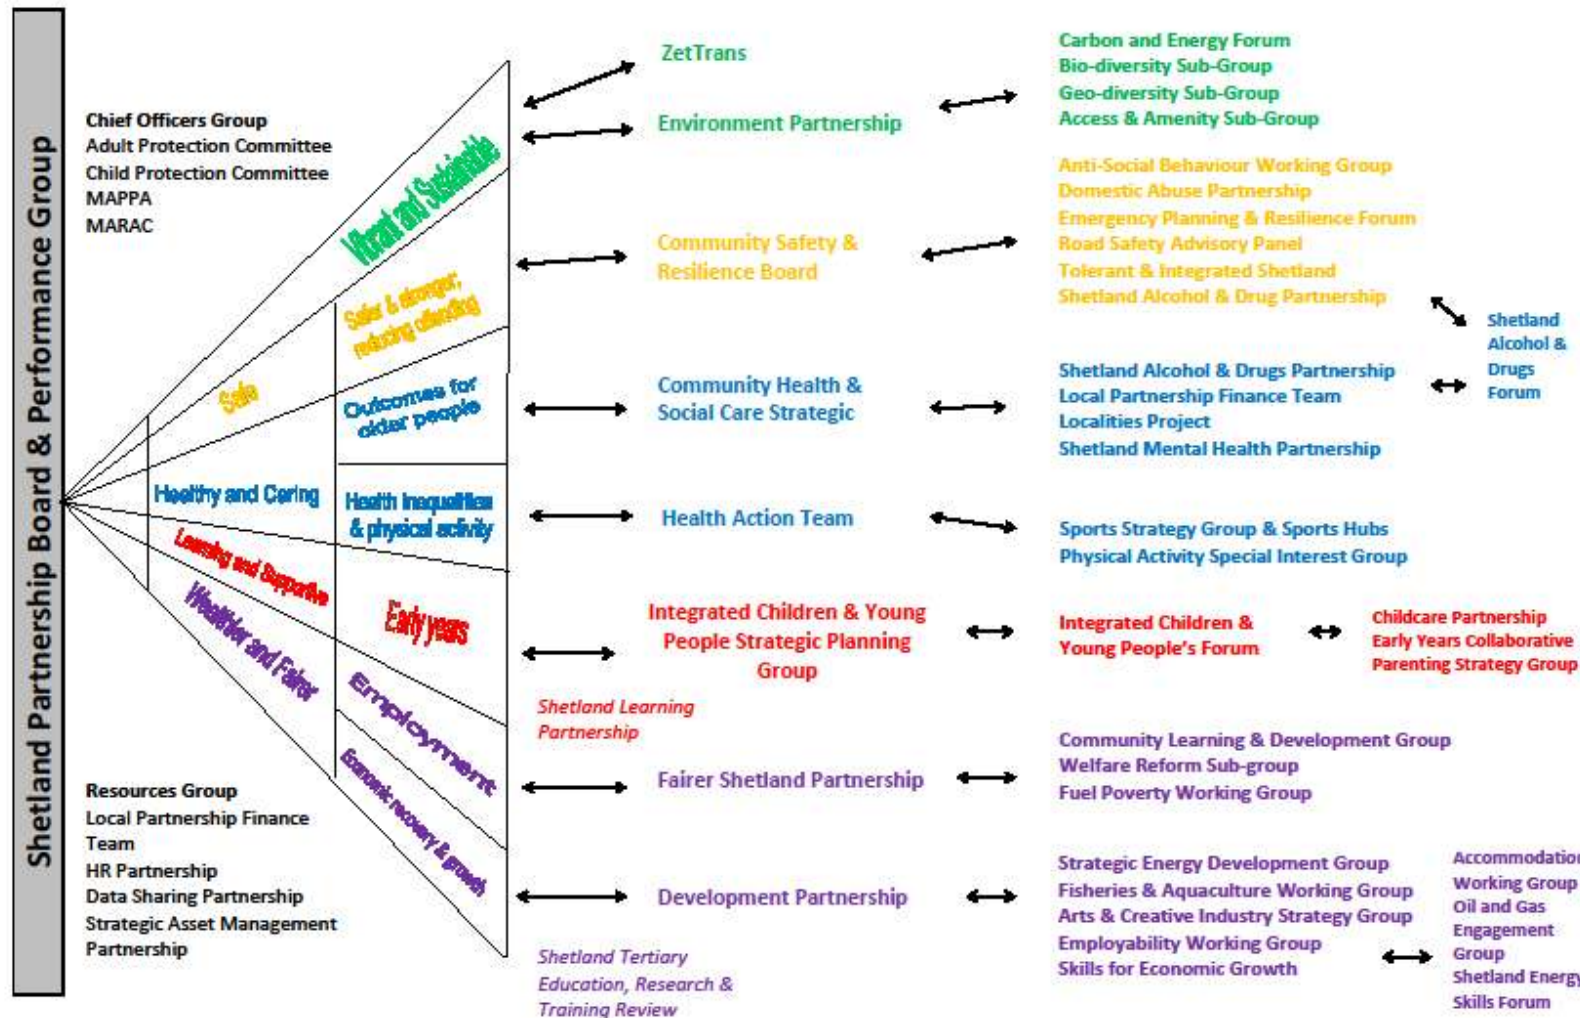 Shetland Partnership Board & Performance Group
Chief Officers Group
Adult Protection Committee
Child Protection Committee
MAPPA
MARAC
Resources Group
Local Partnership Finance
Team
HR Partnership
Data Sharing Partnership
Strategic Asset Management
Partnership
Vibrant and Sustainable
Safe
Safer & stronger;
reducing offending
Healthy and Caring
Outcomes for
older people
Health inequalities
& physical activity
Learning and Supportive
Early years
Wealthier and Fairer
Employment
Economic recovery & growth
ZetTrans
Environment Partnership
Carbon and Energy Forum
Bio-diversity Sub-Group
Geo-diversity Sub-Group
Access & Amenity Sub-Group
Community Safety &
Resilience Board
Anti-Social Behaviour Working Group
Domestic Abuse Partnership
Emergency Planning & Resilience Forum
Road Safety Advisory Panel
Tolerant & Integrated Shetland
Shetland Alcohol & Drug Partnership
Community Health &
Social Care Strategic
Shetland Alcohol & Drugs Partnership
Local Partnership Finance Team
Localities Project
Shetland Mental Health Partnership
Shetland
Alcohol &
Drugs
Forum
Health Action Team
Sports Strategy Group & Sports Hubs
Physical Activity Special Interest Group
Integrated Children & Young
People Strategic Planning
Group
Integrated Children &
Young People's Forum
Childcare Partnership
Early Years Collaborative
Parenting Strategy Group
Shetland Learning
Partnership
Fairer Shetland Partnership
Community Learning & Development Group
Welfare Reform Sub-group
Fuel Poverty Working Group
Development Partnership
Strategic Energy Development Group
Fisheries & Aquaculture Working Group
Arts & Creative Industry Strategy Group
Employability Working Group
Skills for Economic Growth
Accommodation
Working Group
Oil and Gas
Engagement
Group
Shetland Energy
Skills Forum
Shetland Tertiary
Education, Research &
Training Review